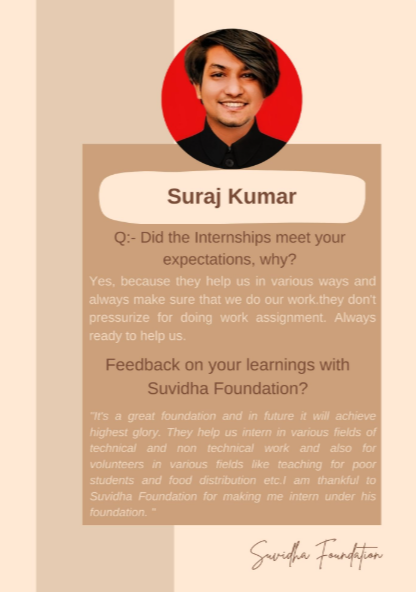 Suraj Kumar
Q:- Did the Internships meet your
expectations, why?
Yes, because they help us in various ways and
always make sure that we do our work.they don't
pressurize for doing work assignment. Always
ready to help us.
Feedback on your learnings with
Suvidha Foundation?
"It's a great foundation and in future it will achieve
highest glory. They help us intern in various fields of
technical and non technical work and also for
volunteers in various fields like teaching for poor
students and food distribution etc.I am thankful to
Suvidha Foundation for making me intern under his
foundation. "
Suvidha Foundation